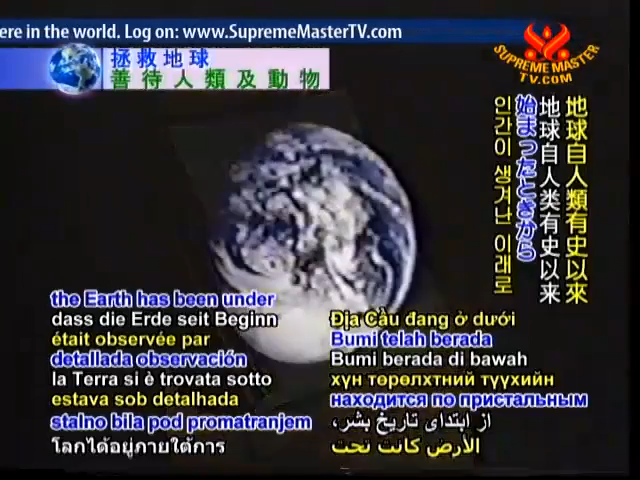 ere in the world. Log on: www.SupremeMasterTV.com
拯救地球
善待人類及動物
SUPREME MASTER
TV.COM
地球自人類有史以來
地球自人类有史以来
始まったときから
인간이 생겨난 이래로
the Earth has been under
dass die Erde seit Beginn
était observée par
detallada observación
la Terra si è trovata sotto
estava sob detalhada
stalno bila pod promatranjem
โลกได้อยู่ภายใต้การ
Địa Cầu đang ở dưới
Bumi telah berada
Bumi berada di bawah
хүн төрөлхтний түүхийн
находится по пристальным
از ابتدای تاریخ بشر،
الأرض كانت تحت